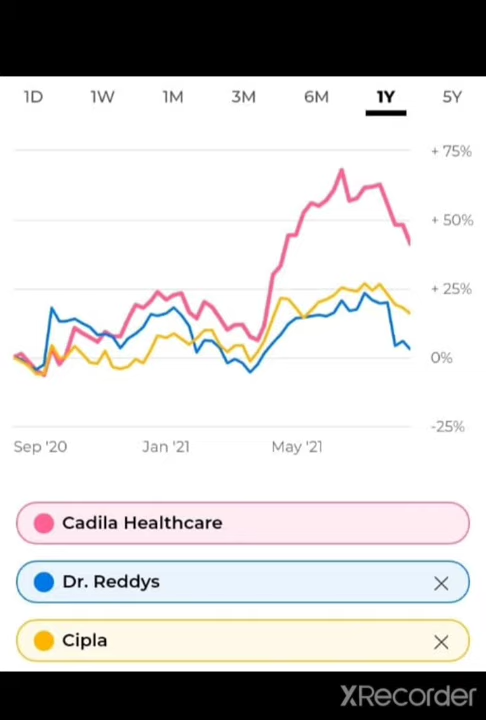 1D 1W 1M 3M 6M 1Y 5Y
+ 75%
+ 50%
+ 25%
0%
-25%
Sep '20 Jan '21 May '21
Cadila Healthcare
Dr. Reddys
Cipla
XRecorder